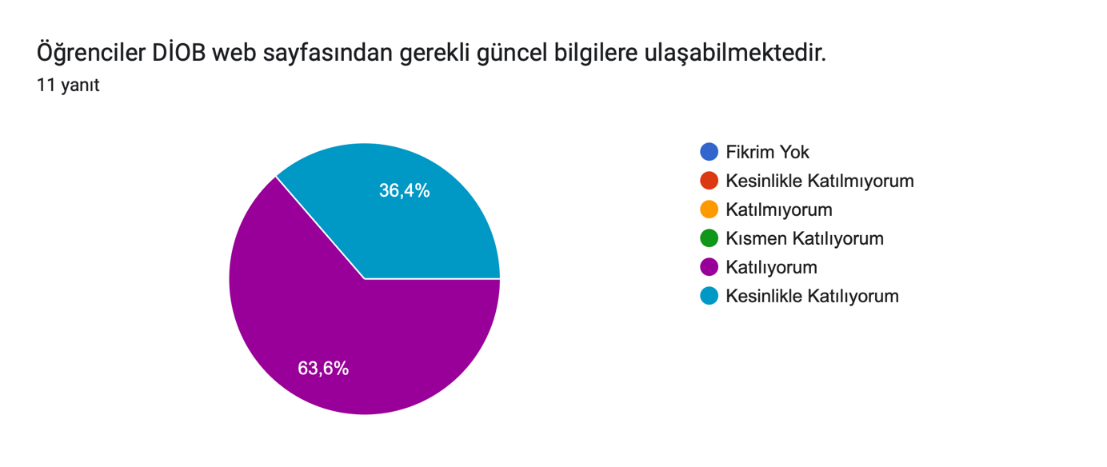 Öğrenciler DİOB web sayfasından gerekli güncel bilgilere ulaşabilmektedir.
11 yanıt
36,4%
63,6%
Fikrim Yok
Kesinlikle Katılmıyorum
Katılmıyorum
Kısmen Katılıyorum
Katılıyorum
Kesinlikle Katılıyorum